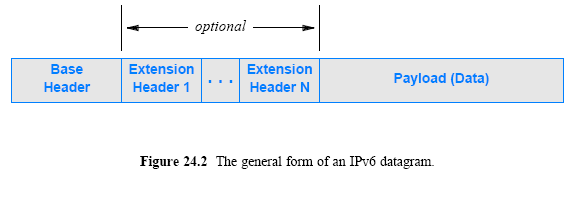 optional
Base Header
Extension Header 1
. . .
Extension Header N
Payload (Data)
Figure 24.2 The general form of an IPv6 datagram.